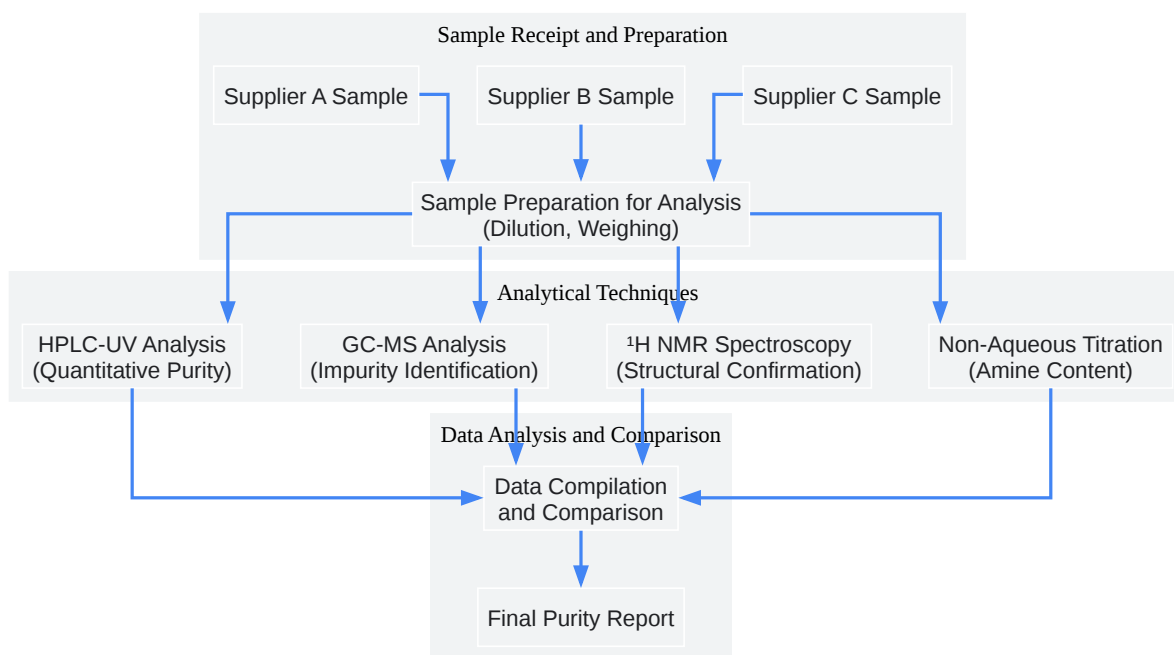 Sample Receipt and Preparation
Supplier A Sample
Supplier B Sample
Supplier C Sample
Sample Preparation for Analysis
(Dilution, Weighing)
Analytical Techniques
HPLC-UV Analysis
(Quantitative Purity)
GC-MS Analysis
(Impurity Identification)
¹H NMR Spectroscopy
(Structural Confirmation)
Non-Aqueous Titration
(Amine Content)
Data Analysis and Comparison
Data Compilation
and Comparison
Final Purity Report